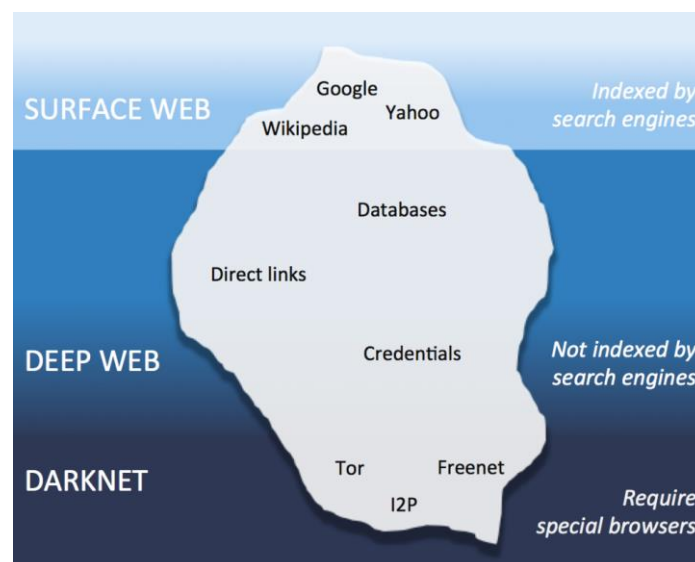 Google
SURFACE WEB
Yahoo
Wikipedia
Indexed by
search engines
Databases
Direct links
DEEP WEB
Credentials
Not indexed by
search engines
DARKNET
Tor
Freenet
I2P
Require
special browsers